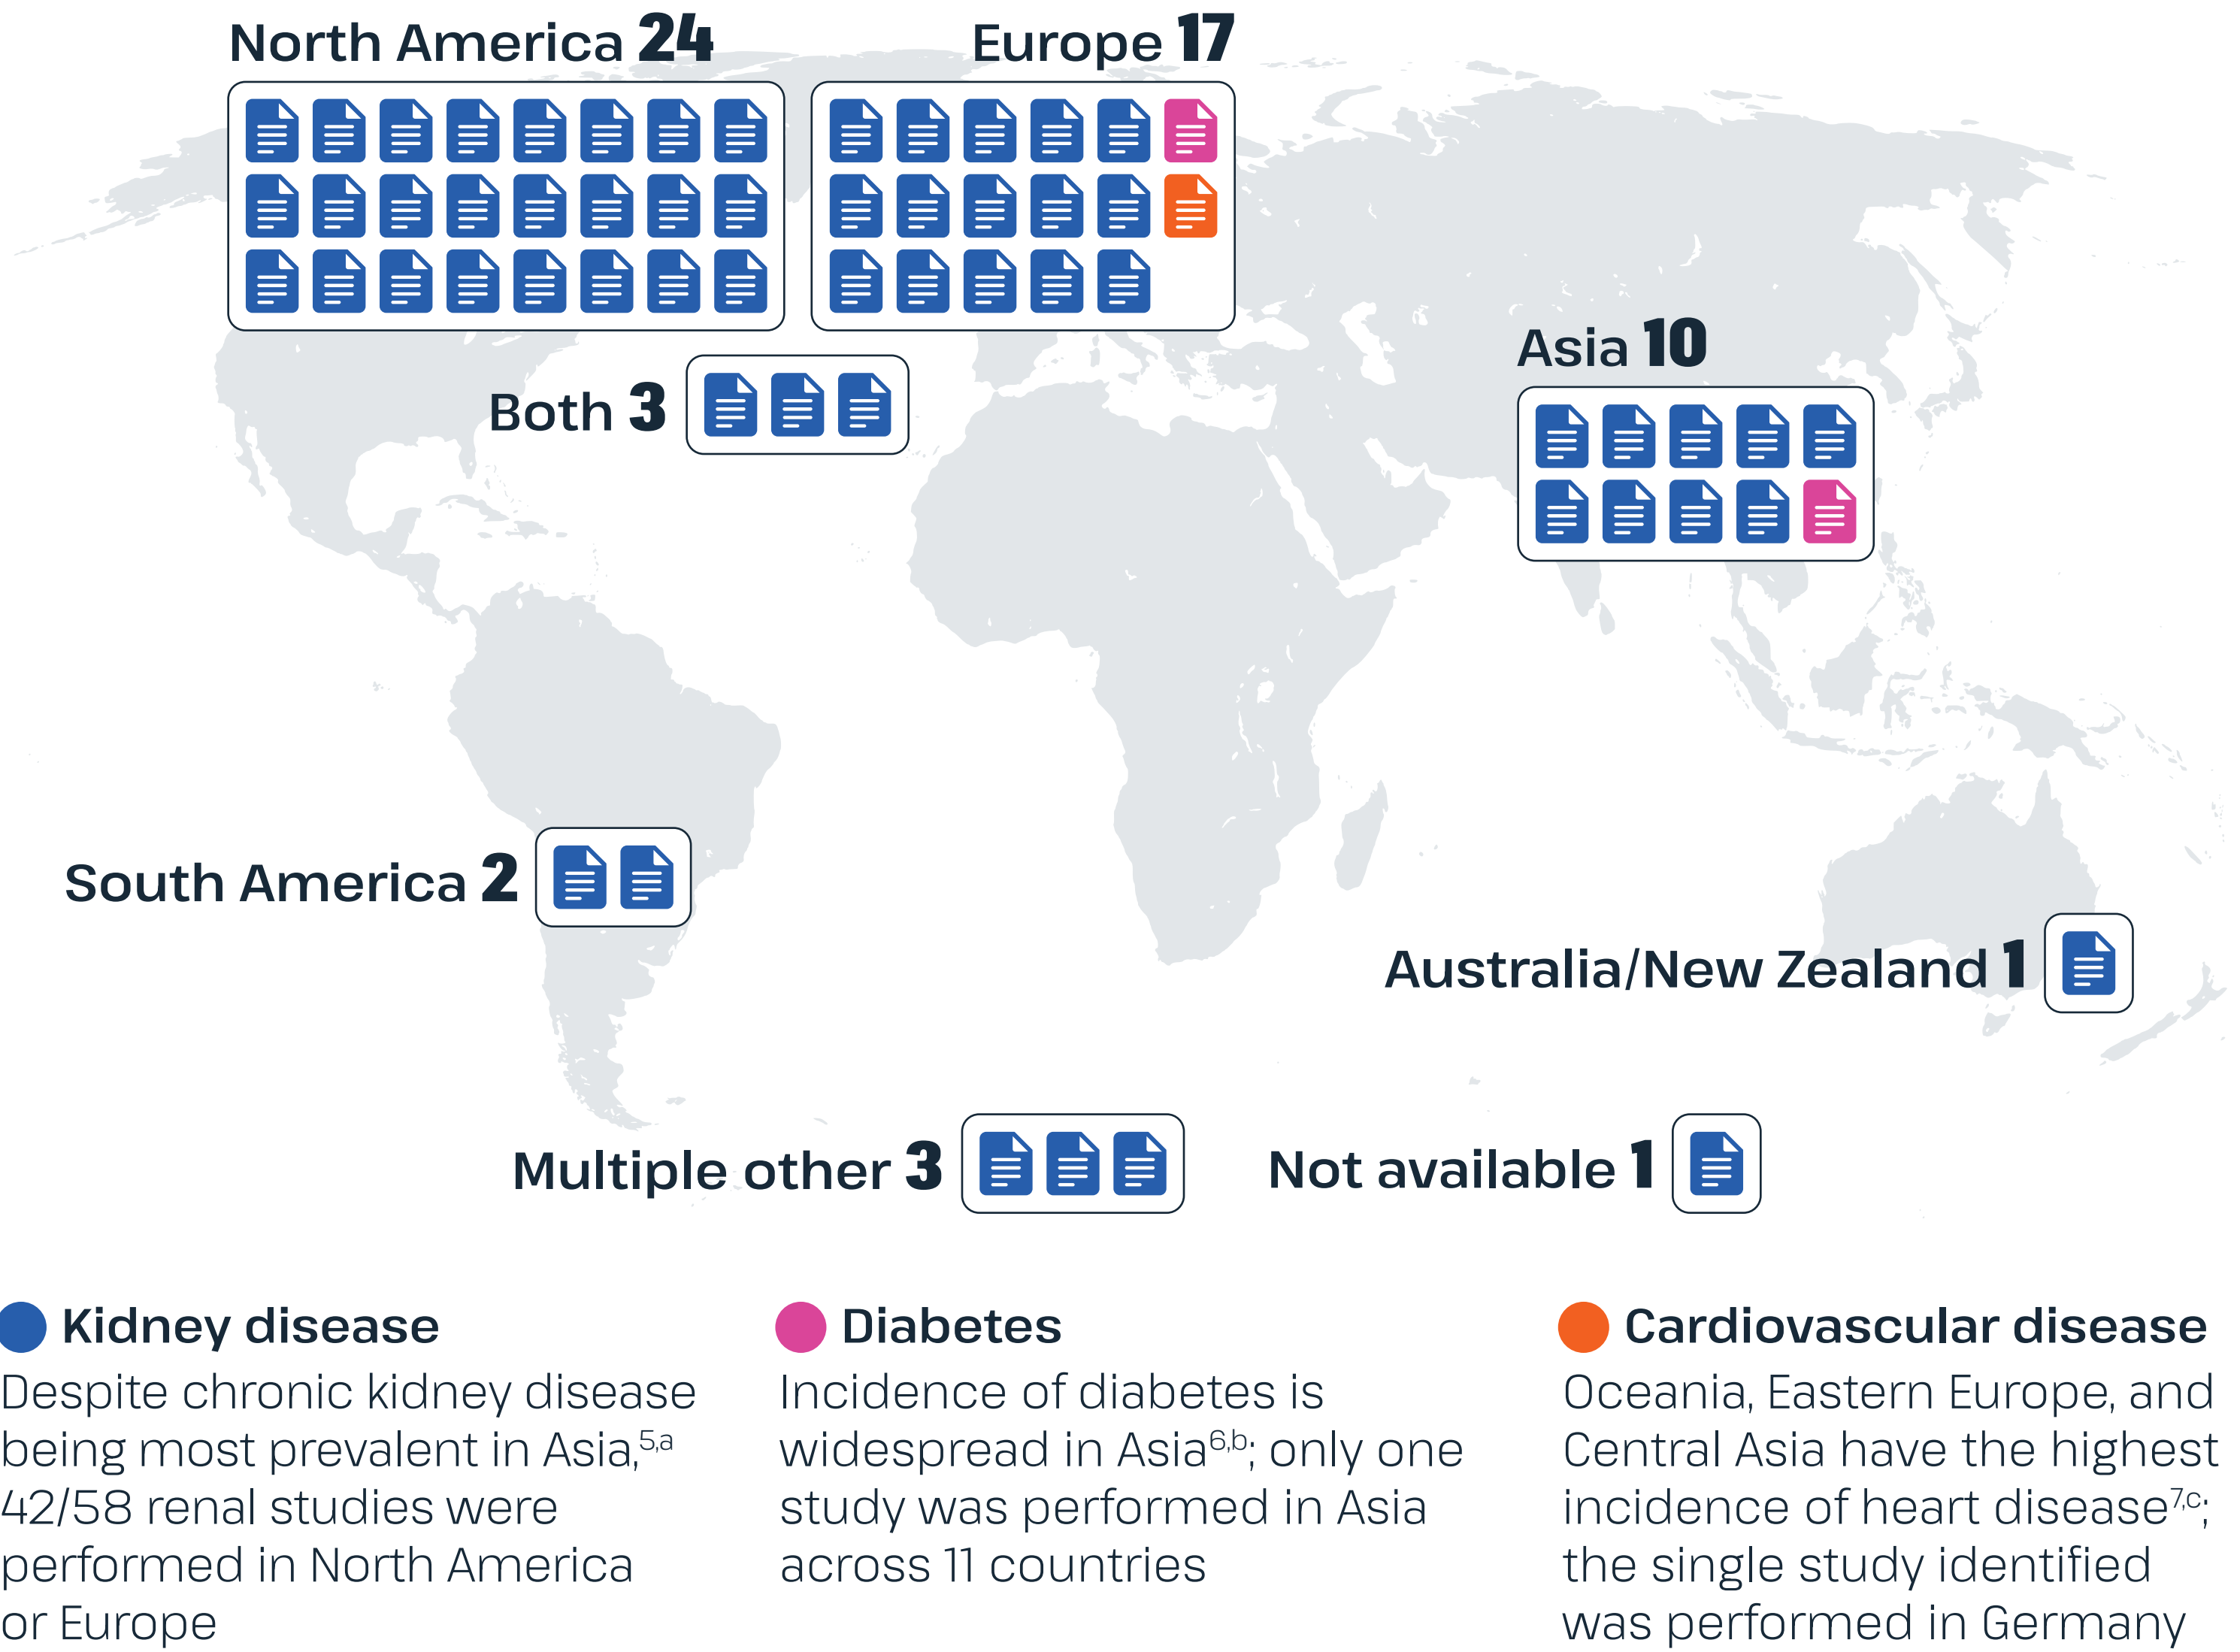 North America 24
Europe 17
Both 3
Asia 10
South America 2
Australia/New Zealand 1
Multiple other 3
Not available 1
Kidney disease
Despite chronic kidney disease
being most prevalent in Asia,5,a
42/58 renal studies were
performed in North America
or Europe
Diabetes
Incidence of diabetes is
widespread in Asia6,b; only one
study was performed in Asia
across 11 countries
Cardiovascular disease
Oceania, Eastern Europe, and
Central Asia have the highest
incidence of heart disease7,c;
the single study identified
was performed in Germany